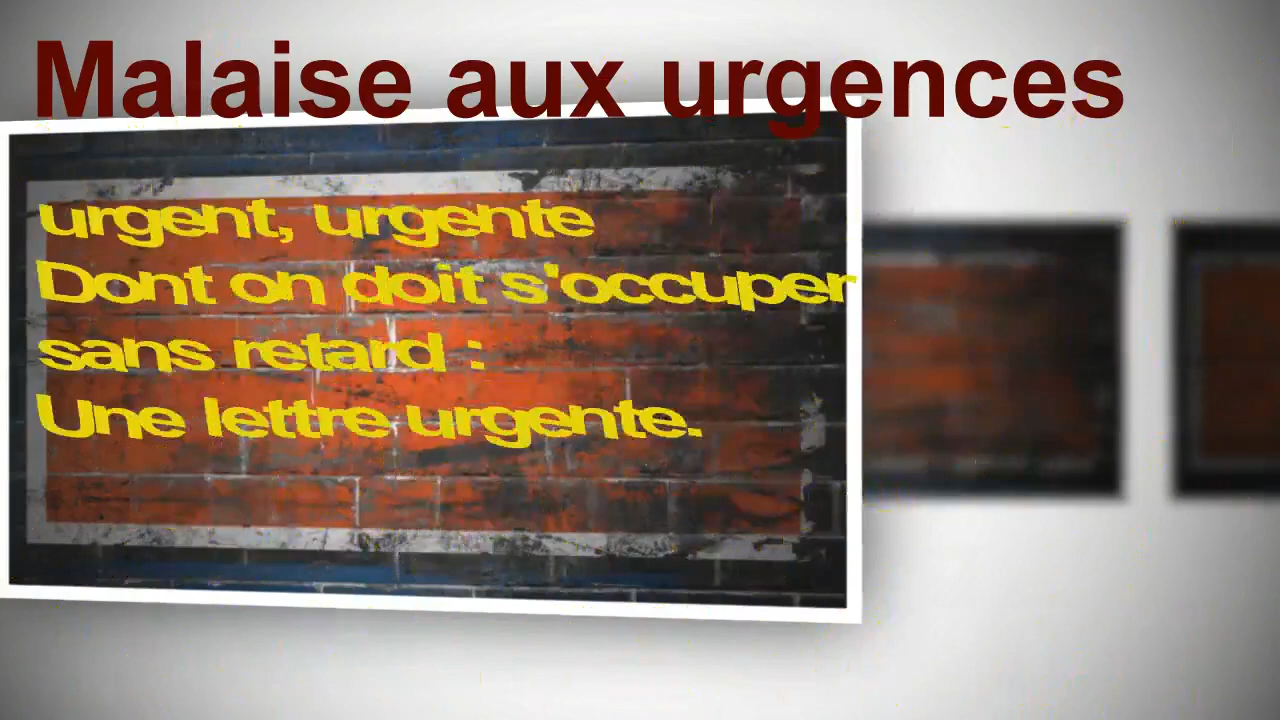 Malaise aux urgences
urgent, urgente
Dont on doit s'occuper
sans retard :
Une lettre urgente.